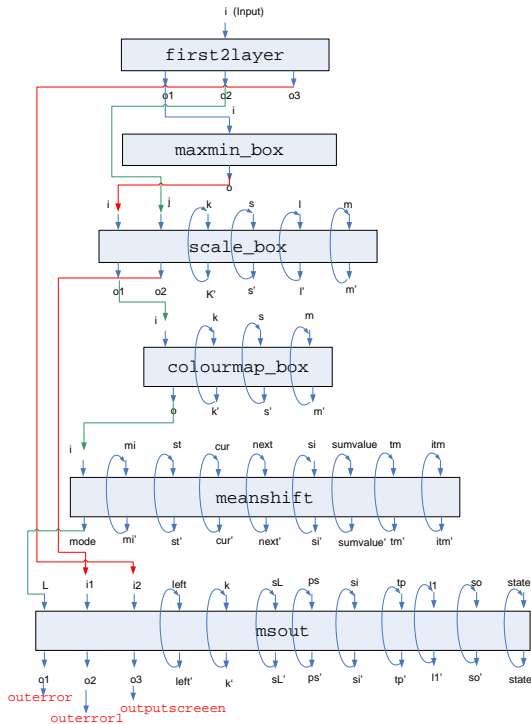 i (Input)
first2layer
o1 o2 o3
i
maxmin_box
o
i j k s l m
scale_box
o1 o2 K' s' l' m'
i k s m
colourmap_box
o k' s' m'
i mi st cur next si sumvalue tm itm
meanshift
mode mi' st' cur' next' si' sumvalue' tm' itm'
L i1 i2 left k sL ps si tp l1 so state
msout
o1 o2 o3 left' k' sL' ps' si' tp' l1' so' state
outerror
outerror1
outputscreeen